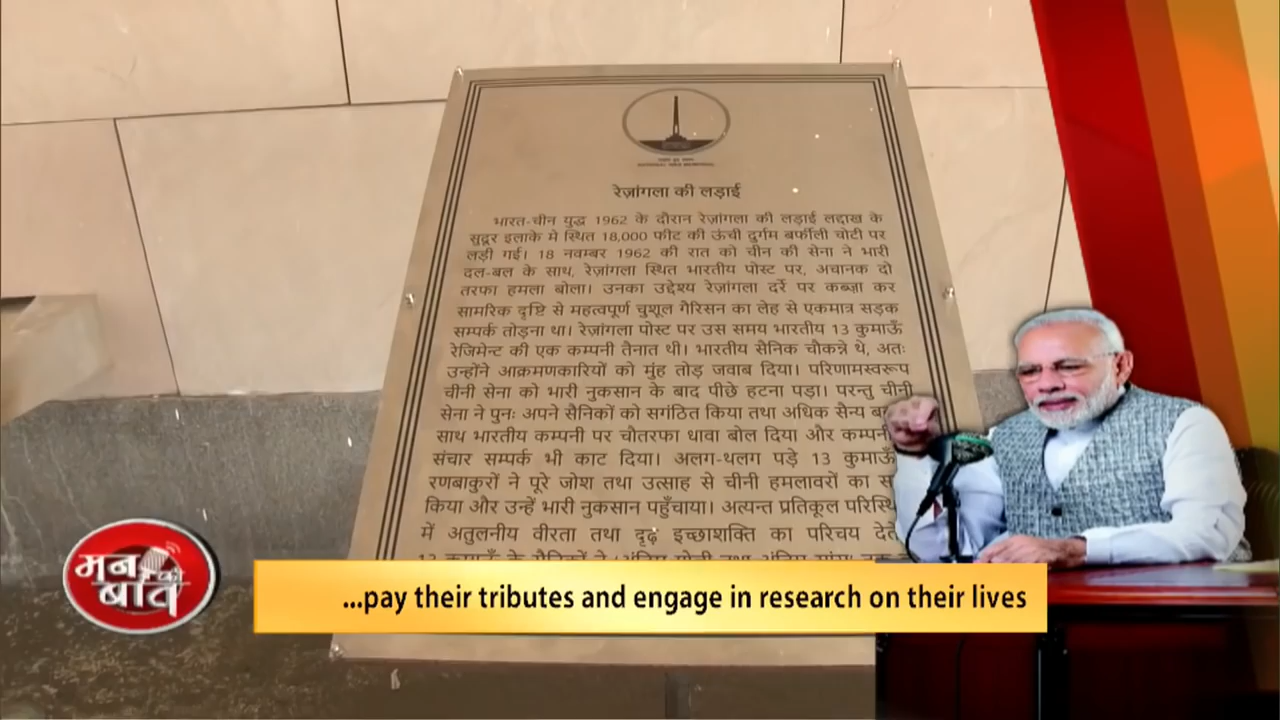 रेज़ांगला की लड़ाई
भारत-चीन युद्ध 1962 के दौरान रेज़ांगला की लड़ाई लद्दाख के
सुदूर इलाके मे स्थित 18,000 फीट की ऊंची दुर्गम बर्फीली चोटी पर
लड़ी गई। 18 नवम्बर 1962 की रात को चीन की सेना ने भारी
दल-बल के साथ, रेज़ांगला स्थित भारतीय पोस्ट पर, अचानक दो
तरफा हमला बोला। उनका उद्देश्य रेज़ांगला दर्रे पर कब्ज़ा कर
सामरिक दृष्टि से महत्वपूर्ण चुशूल गैरिसन का लेह से एकमात्र सड़क
सम्पर्क तोड़ना था। रेज़ांगला पोस्ट पर उस समय भारतीय 13 कुमाऊँ
रेजिमेन्ट की एक कम्पनी तैनात थी। भारतीय सैनिक चौकन्ने थे, अतः
उन्होंने आक्रमणकारियों को मुंह तोड़ जवाब दिया। परिणामस्वरूप
चीनी सेना को भारी नुकसान के बाद पीछे हटना पड़ा। परन्तु चीनी
सेना ने पुनः अपने सैनिकों को सगंठित किया तथा अधिक सैन्य
साथ भारतीय कम्पनी पर चौतरफा धावा बोल दिया और
संचार सम्पर्क भी काट दिया। अलग-थलग पड़े 13 कुमाऊँ
रणबाकुरों ने पूरे जोश तथा उत्साह से चीनी हमलावरों का
किया और उन्हें भारी नुकसान पहुँचाया। अत्यन्त प्रतिकूल
में अतुलनीय वीरता तथा दृढ़ इच्छाशक्ति का परिचय
मन की बात
...pay their tributes and engage in research on their lives